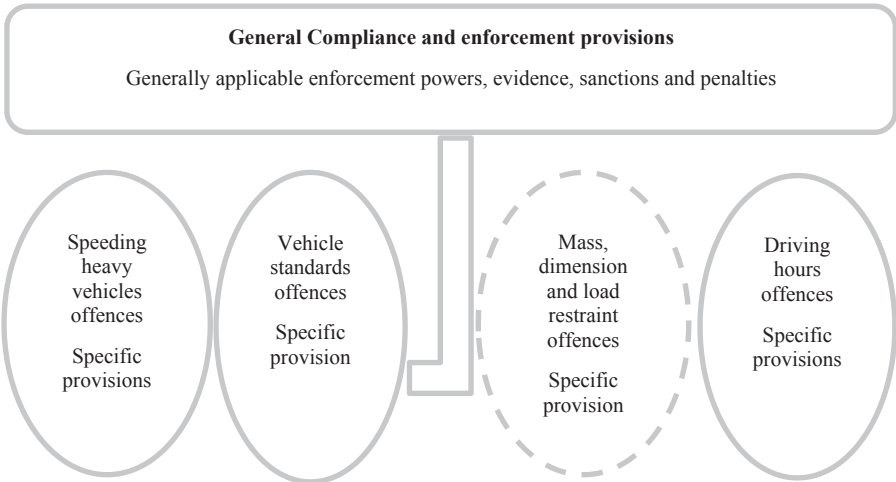 General Compliance and enforcement provisions
Generally applicable enforcement powers, evidence, sanctions and penalties
Speeding
heavy
vehicles
offences
Specific
provisions
Vehicle
standards
offences
Specific
provision
Mass,
dimension
and load
restraint
offences
Specific
provision
Driving
hours
offences
Specific
provisions